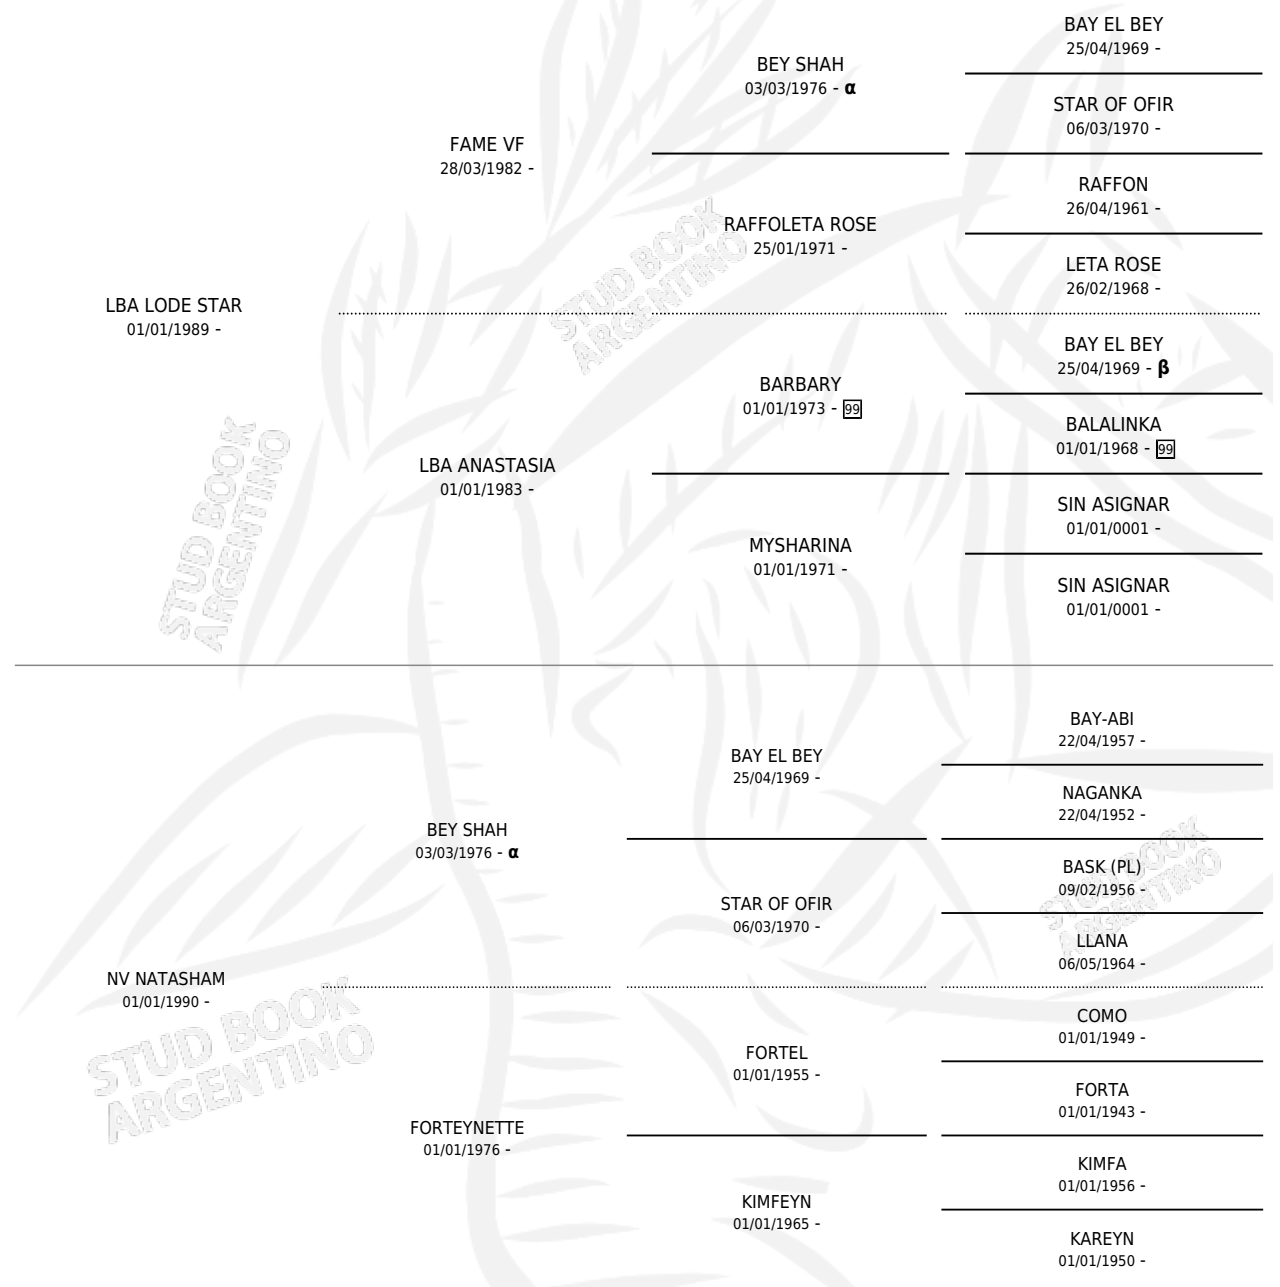 BAY EL BEY
25/04/1969 -
BEY SHAH
03/03/1976 - α
STAR OF OFIR
06/03/1970 -
FAME VF
28/03/1982 -
RAFFON
26/04/1961 -
RAFFOLETA ROSE
25/01/1971 -
LETA ROSE
26/02/1968 -
LBA LODE STAR
01/01/1989 -
BAY EL BEY
25/04/1969 - β
BARBARY
01/01/1973 - 99
BALALINKA
01/01/1968 - 99
LBA ANASTASIA
01/01/1983 -
SIN ASIGNAR
01/01/0001 -
MYSHARINA
01/01/1971 -
SIN ASIGNAR
01/01/0001 -
BAY-ABI
22/04/1957 -
BAY EL BEY
25/04/1969 -
NAGANKA
22/04/1952 -
BEY SHAH
03/03/1976 - α
BASK (PL)
09/02/1956 -
STAR OF OFIR
06/03/1970 -
LLANA
06/05/1964 -
NV NATASHAM
01/01/1990 -
COMO
01/01/1949 -
FORTEL
01/01/1955 -
FORTA
01/01/1943 -
FORTEYNETTE
01/01/1976 -
KIMFA
01/01/1956 -
KIMFEYN
01/01/1965 -
KAREYN
01/01/1950 -
STUD BOOK
ARGENTINO
STUD BOOK
ARGENTINO
STUD BOOK
ARGENTINO
STUD BOOK
ARGENTINO